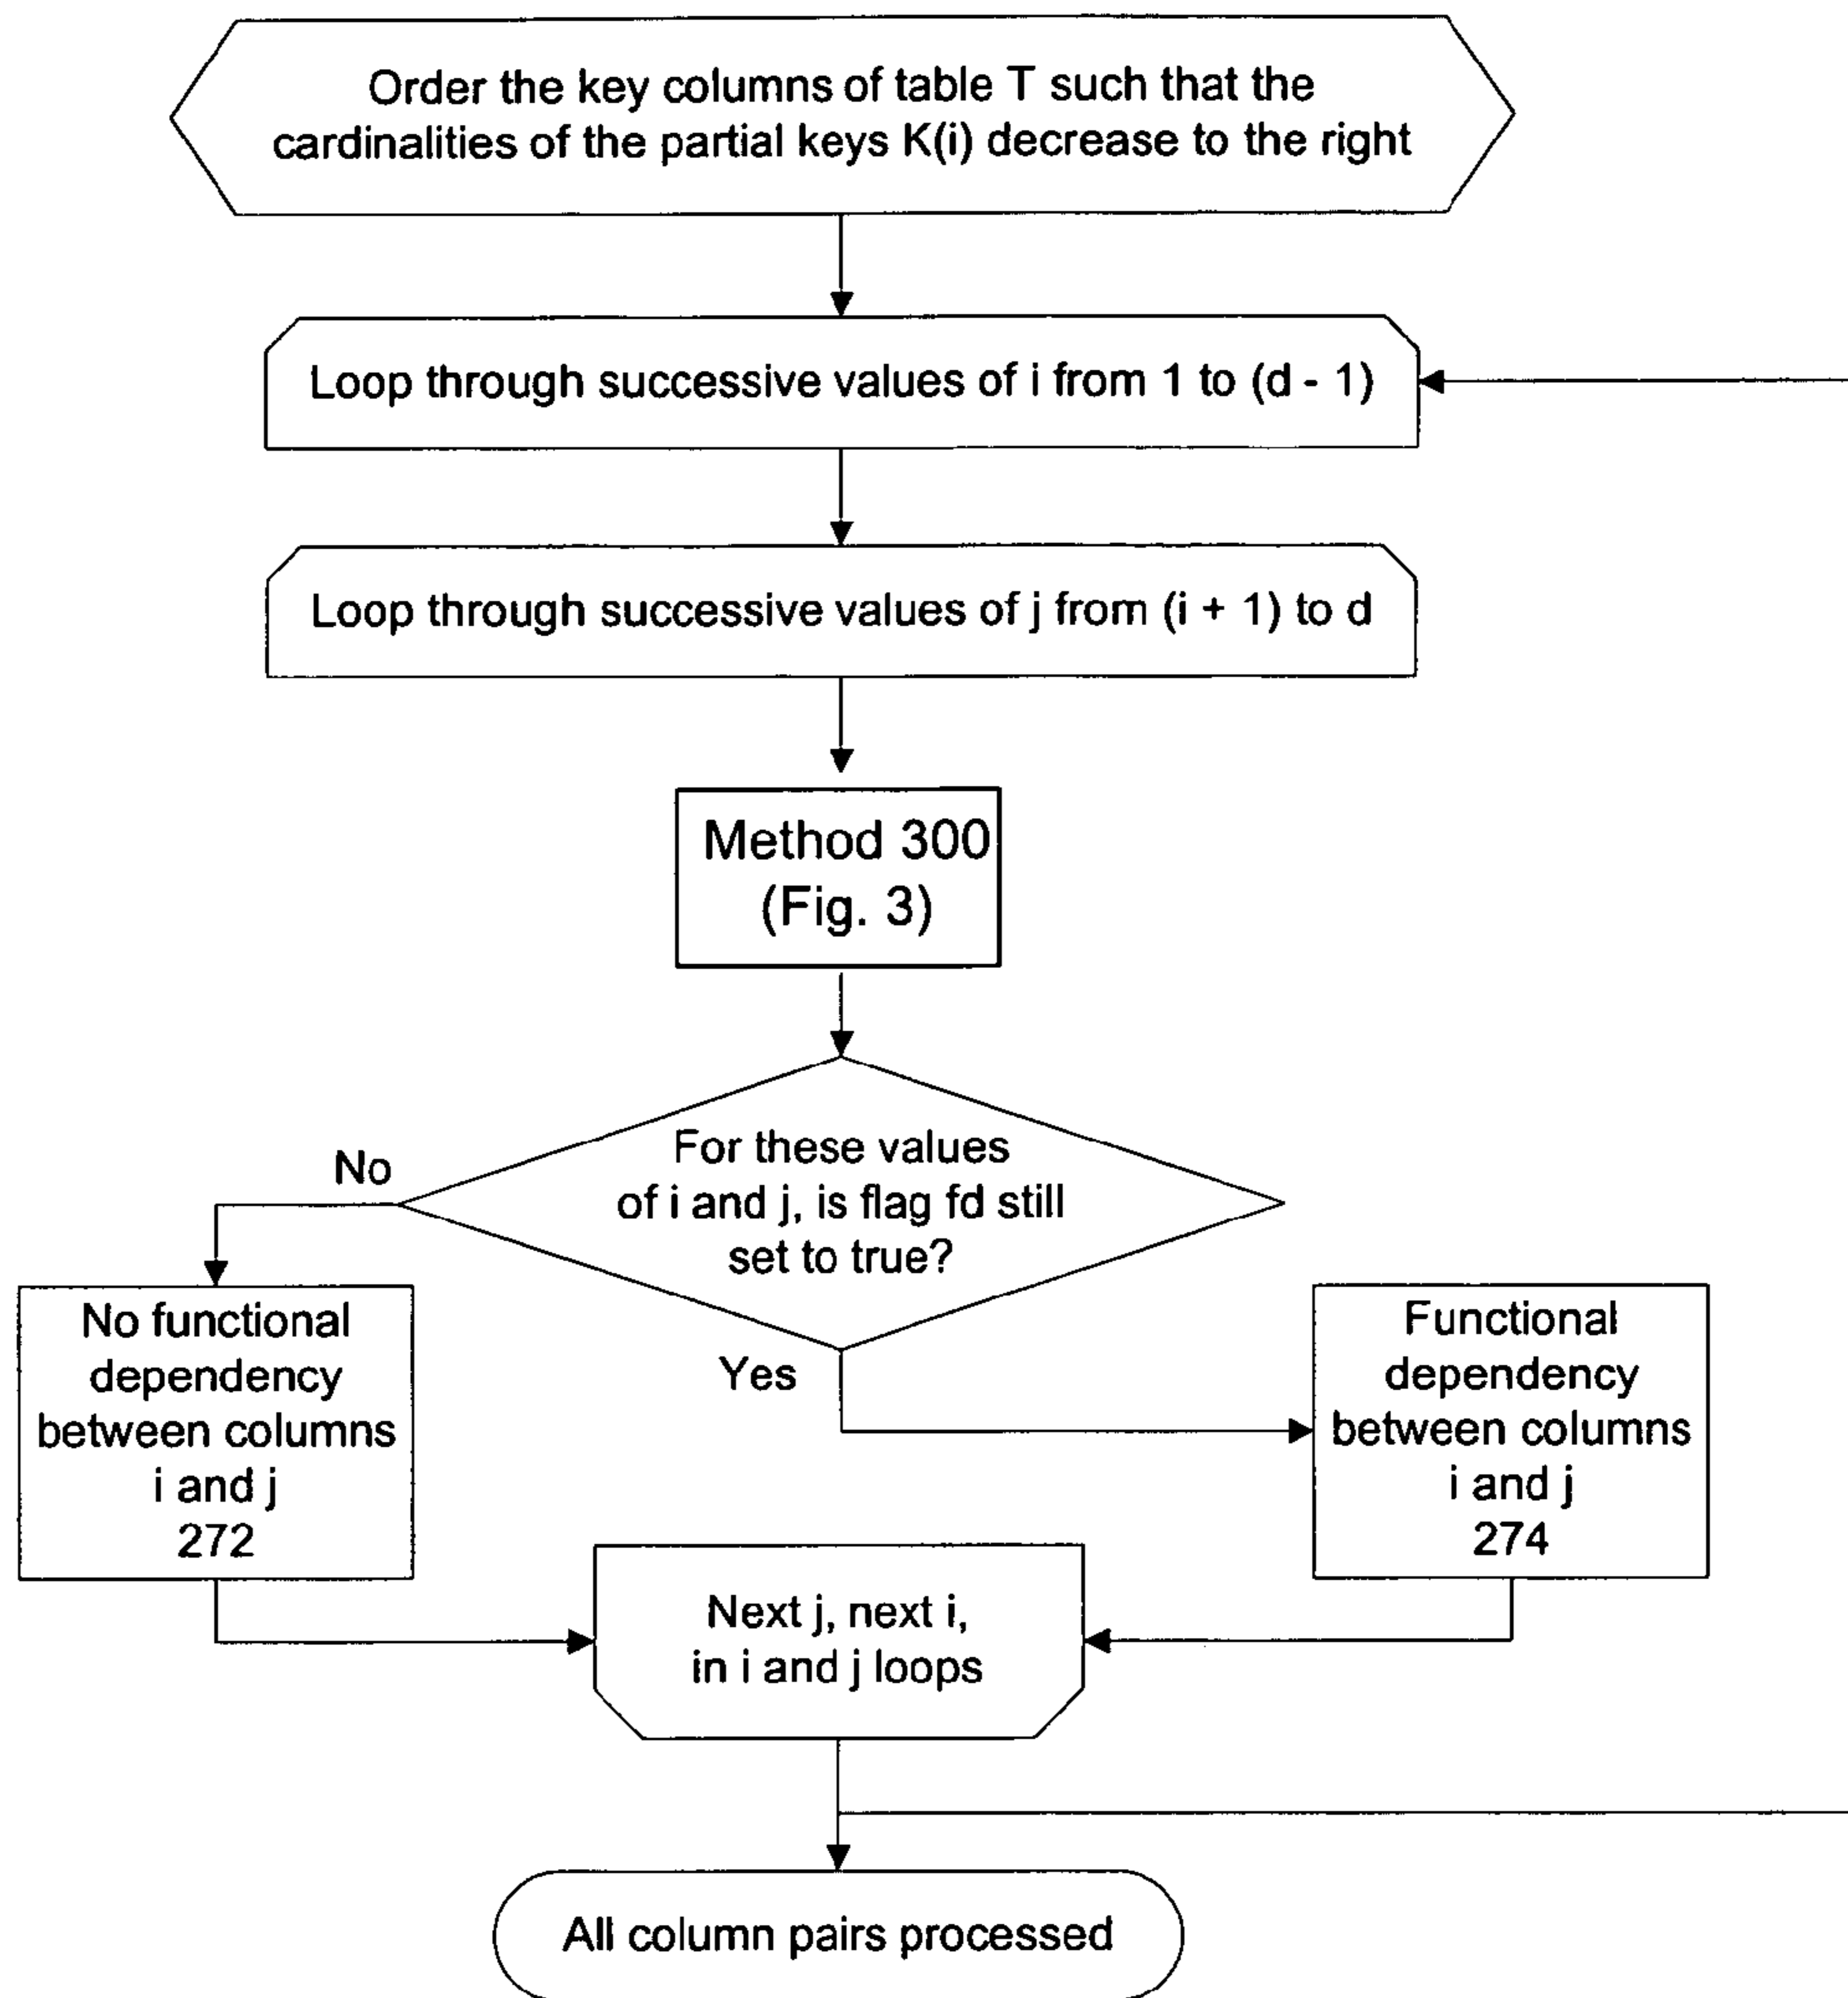 Order the key columns of table T such that the
cardinalities of the partial keys K(i) decrease to the right
Loop through successive values of i from 1 to (d - 1)
Loop through successive values of j from (i + 1) to d
Method 300
(Fig. 3)
For these values
of i and j, is flag fd still
set to true?
No
Yes
No functional
dependency
between columns
i and j
272
Functional
dependency
between columns
i and j
274
Next j, next i,
in i and j loops
All column pairs processed